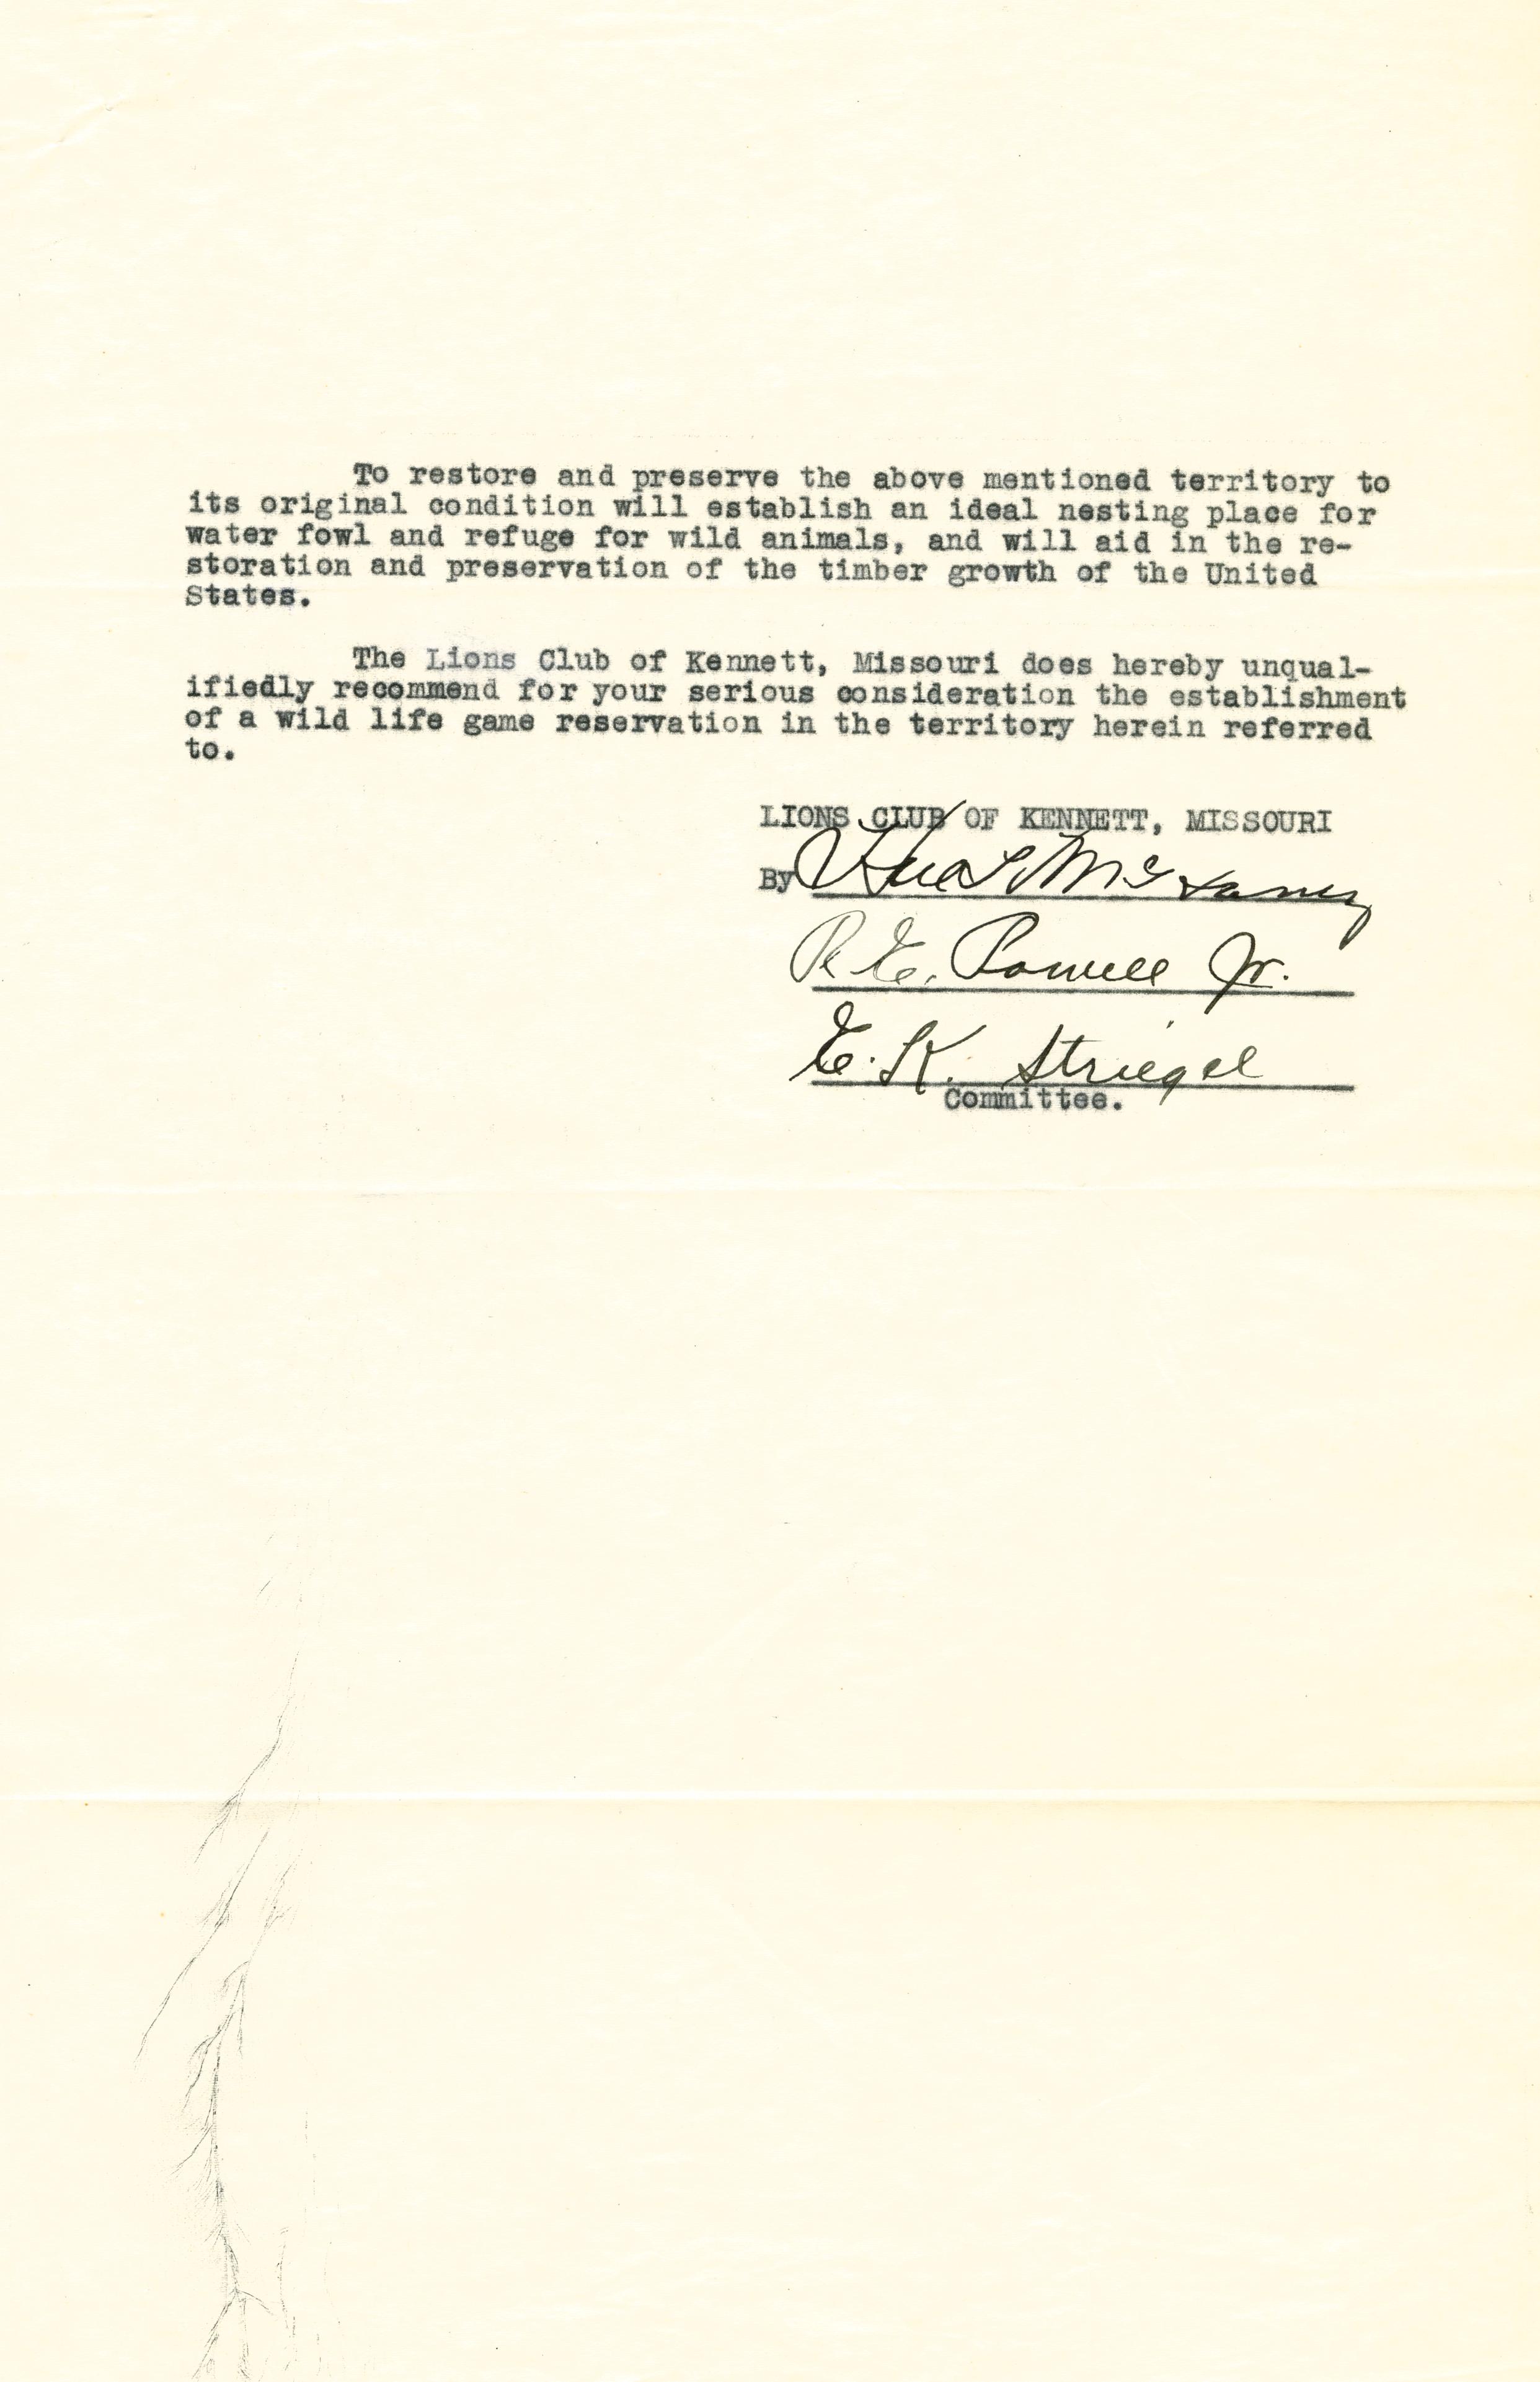 To restore and preserve the above mentioned territory to
its original condition will establish an ideal nesting place for
water fowl and refuge for wild animals, and will aid in the re-
storation and preservation of the timber growth of the United
States.
The Lions Club of Kennett, Missouri does hereby unqual-
ifiedly recommend for your serious consideration the establishment
of a wild life game reservation in the territory herein referred
to.
LIONS CLUB OF KENNETT, MISSOURI
By
R. E. Powell Jr.
E. K. Striegel
Committee.